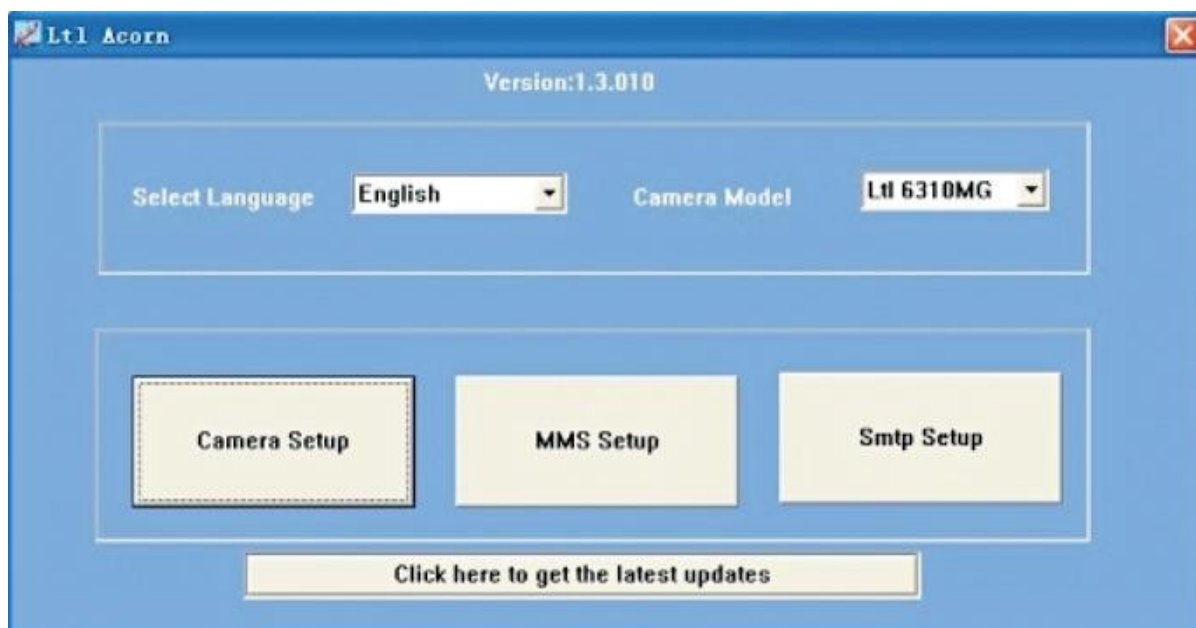 Ltl Acorn
Version:1.3.010
Select Language English Camera Model Ltl 6310MG
Camera Setup MMS Setup Smtp Setup
Click here to get the latest updates